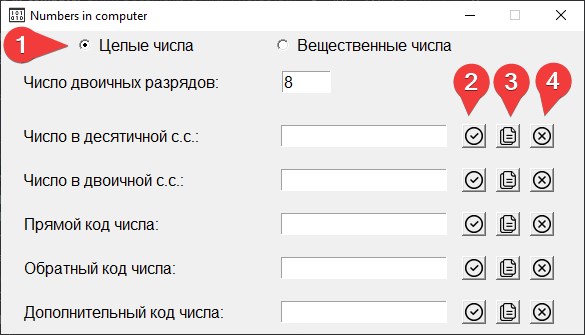 Numbers in computer
1 Целые числа Вещественные числа
Число двоичных разрядов: 8
2 3 4
Число в десятичной с.с.:
Число в двоичной с.с.:
Прямой код числа:
Обратный код числа:
Дополнительный код числа: